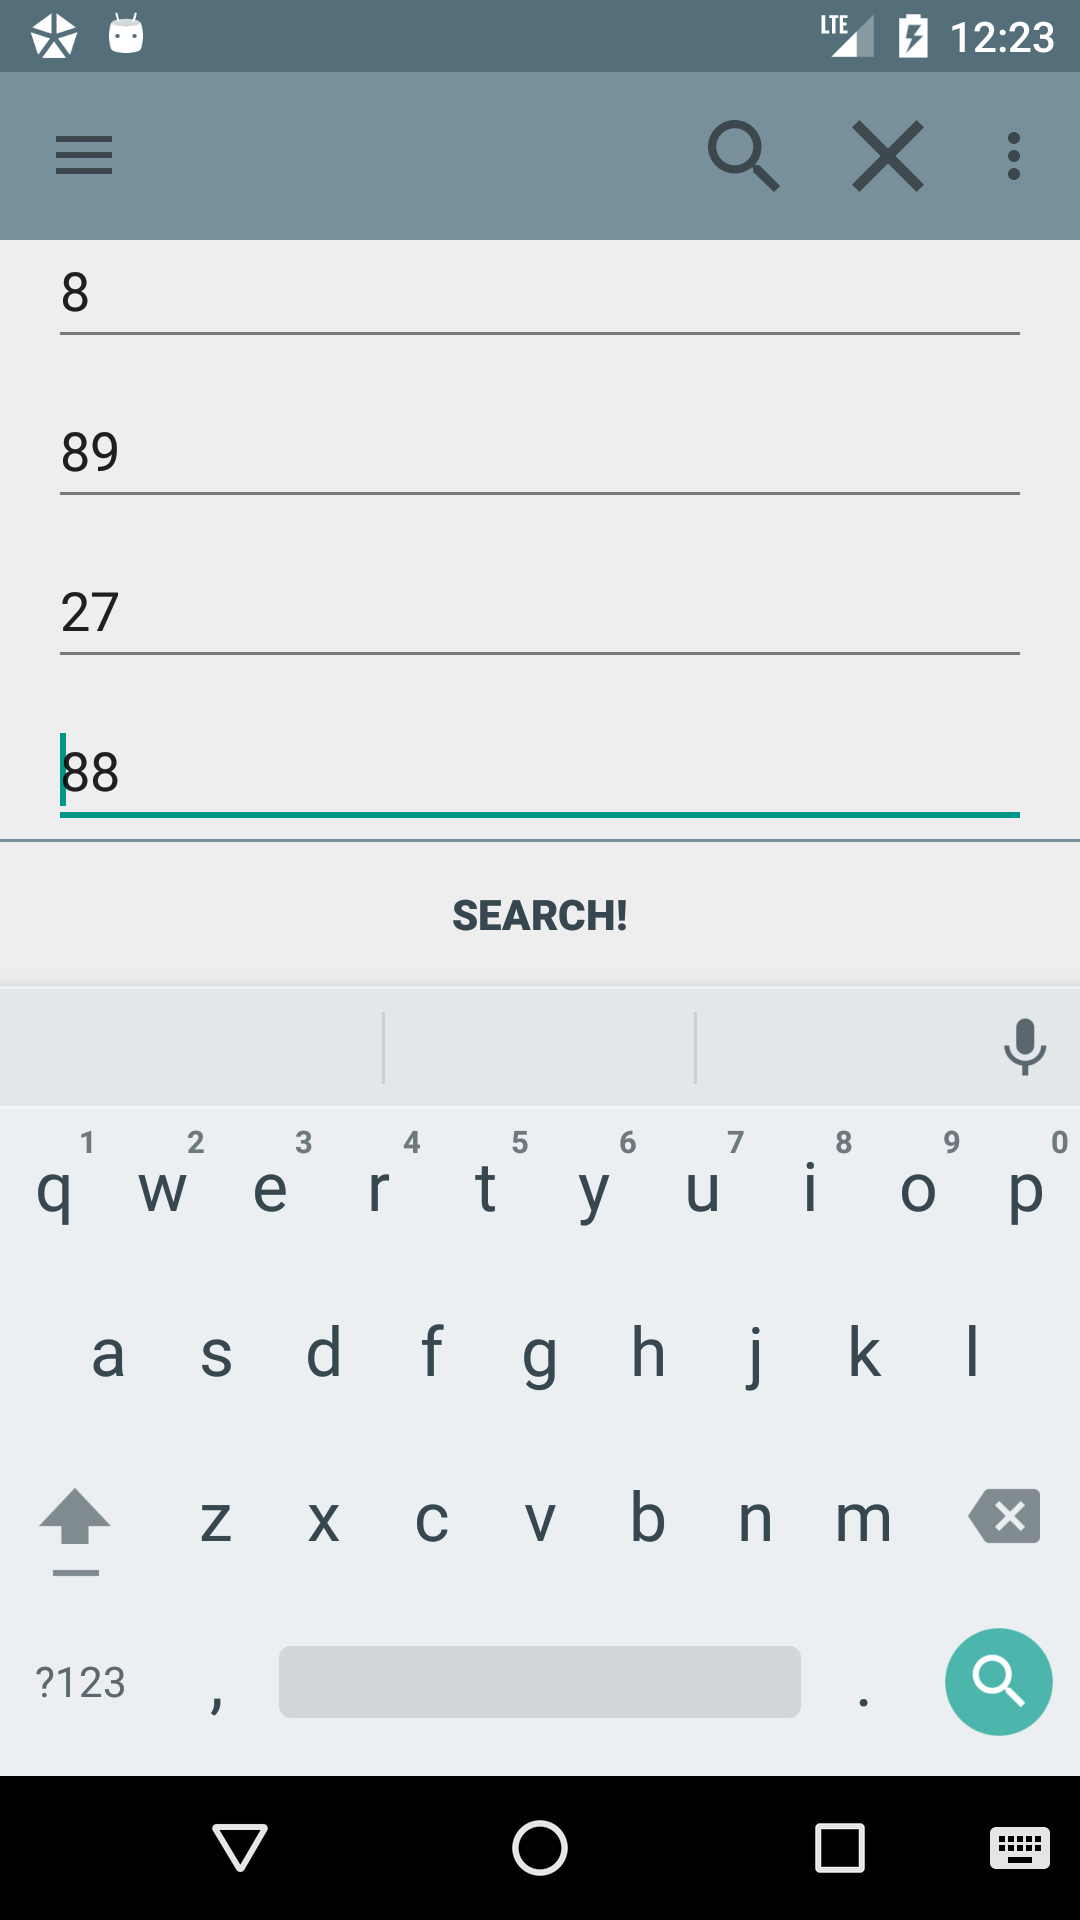 LTE 12:23
8
89
27
88
SEARCH!
1 2 3 4 5 6 7 8 9 0
q w e r t y u i o p
a s d f g h j k l
z x c v b n m
?123 , .